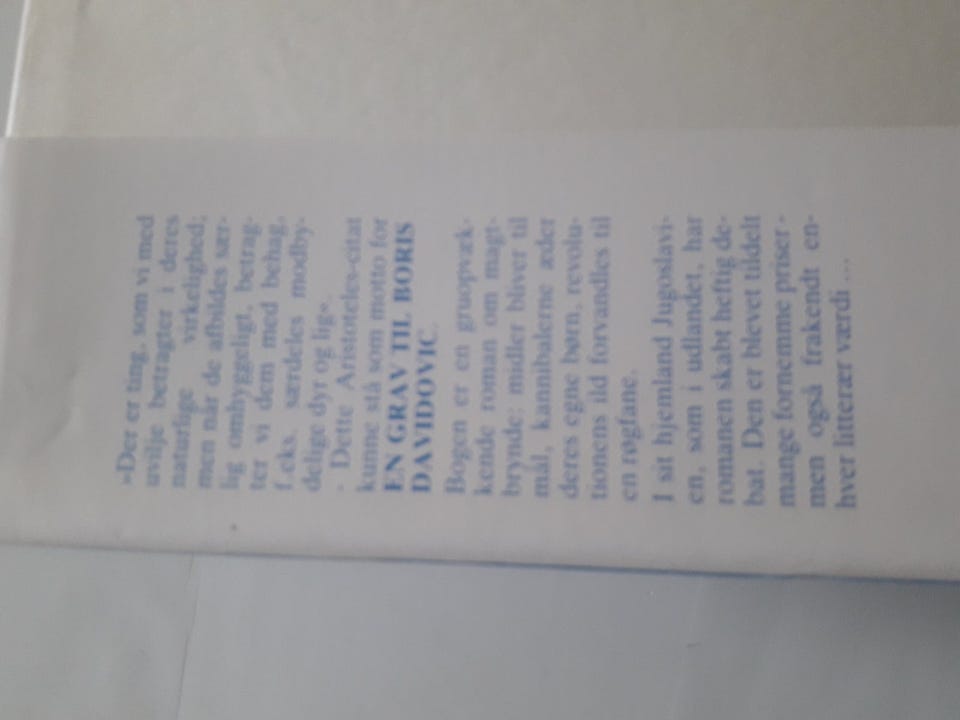 »Der er ting, som vi med
uvilje betragter i deres
naturlige virkelighed;
men når de afbildes sær-
lig omhyggeligt, betrag-
ter vi dem med behag,
f.eks. særdeles modby-
delige dyr og lig«.
- Dette Aristoteles-citat
kunne stå som motto for
EN GRAV TIL BORIS
DAVIDOVIC.
Bogen er en gruopvæk-
kende roman om magt-
brynde; midler bliver til
mål, kannibalerne æder
deres egne børn, revolu-
tionens ild forvandles til
en røgfane.
I sit hjemland Jugoslavi-
en, som i udlandet, har
romanen skabt heftig de-
bat. Den er blevet tildelt
mange fornemme priser -
men også frakendt en-
hver litterær værdi ...